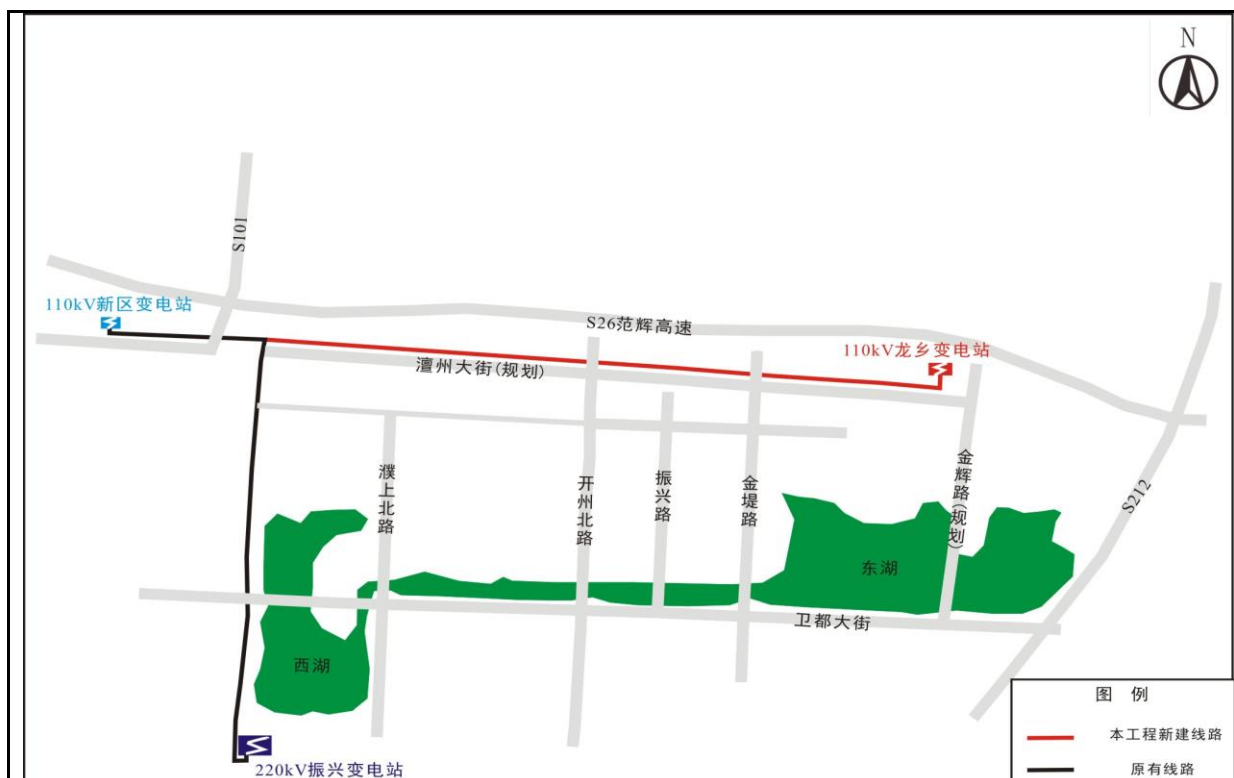 N
S101
110kV新区变电站
S26范辉高速
110kV龙乡变电站
澶州大街(规划)
濮上北路
开州北路
振兴路
金堤路
金辉路(规划)
S212
东湖
卫都大街
西湖
220kV振兴变电站
图 例
本工程新建线路
原有线路